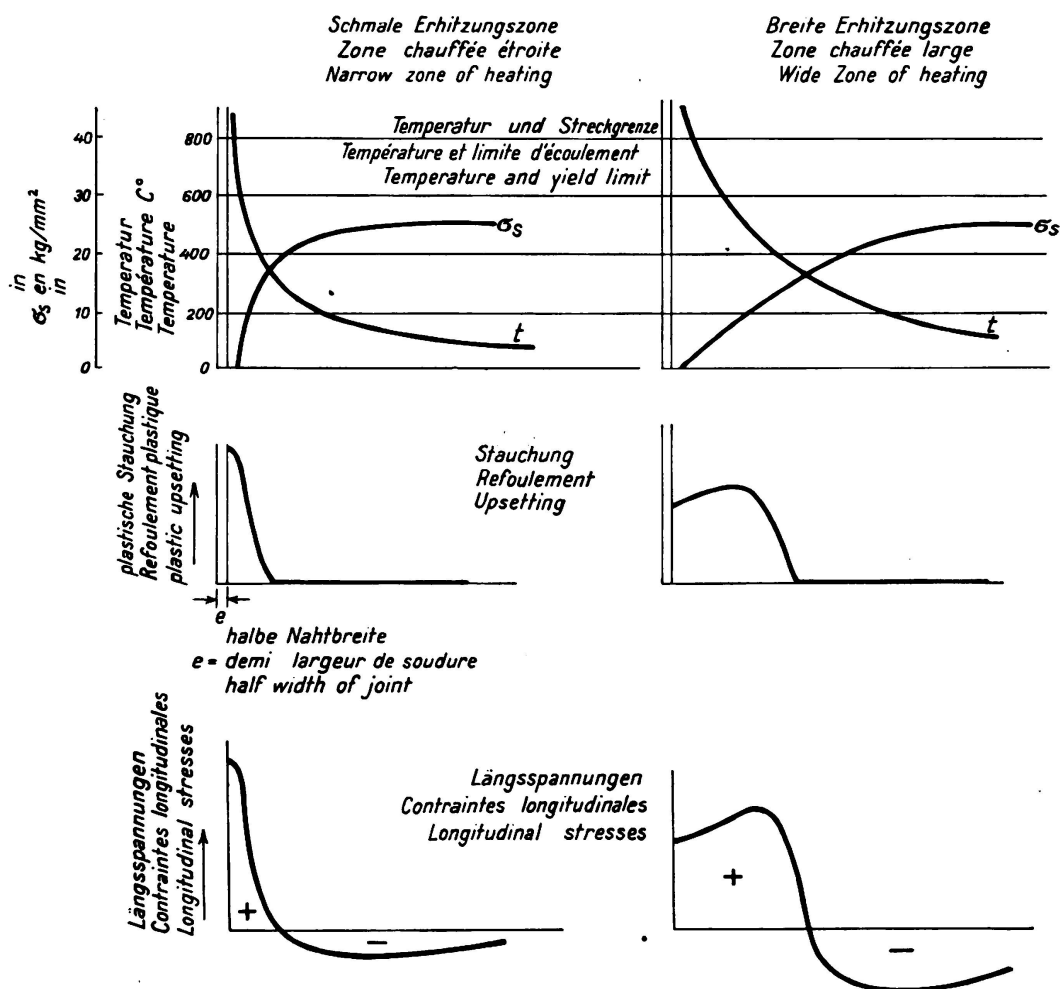 Schmale Erhitzungszone
Zone chauffée étroite
Narrow zone of heating
Breite Erhitzungszone
Zone chauffée large
Wide Zone of heating
in
σs en kg/mm²
in
40
30
20
10
0
Temperatur
Température C°
Temperature
800
600
400
200
0
Temperatur und Streckgrenze
Température et limite d'écoulement
Temperature and yield limit
σs
t
σs
t
plastische Stauchung
Refoulement plastique
plastic upsetting
Stauchung
Refoulement
Upsetting
e
halbe Nahtbreite
e = demi largeur de soudure
half width of joint
Längsspannungen
Contraintes longitudinales
Longitudinal stresses
Längsspannungen
Contraintes longitudinales
Longitudinal stresses
+
−
+
−